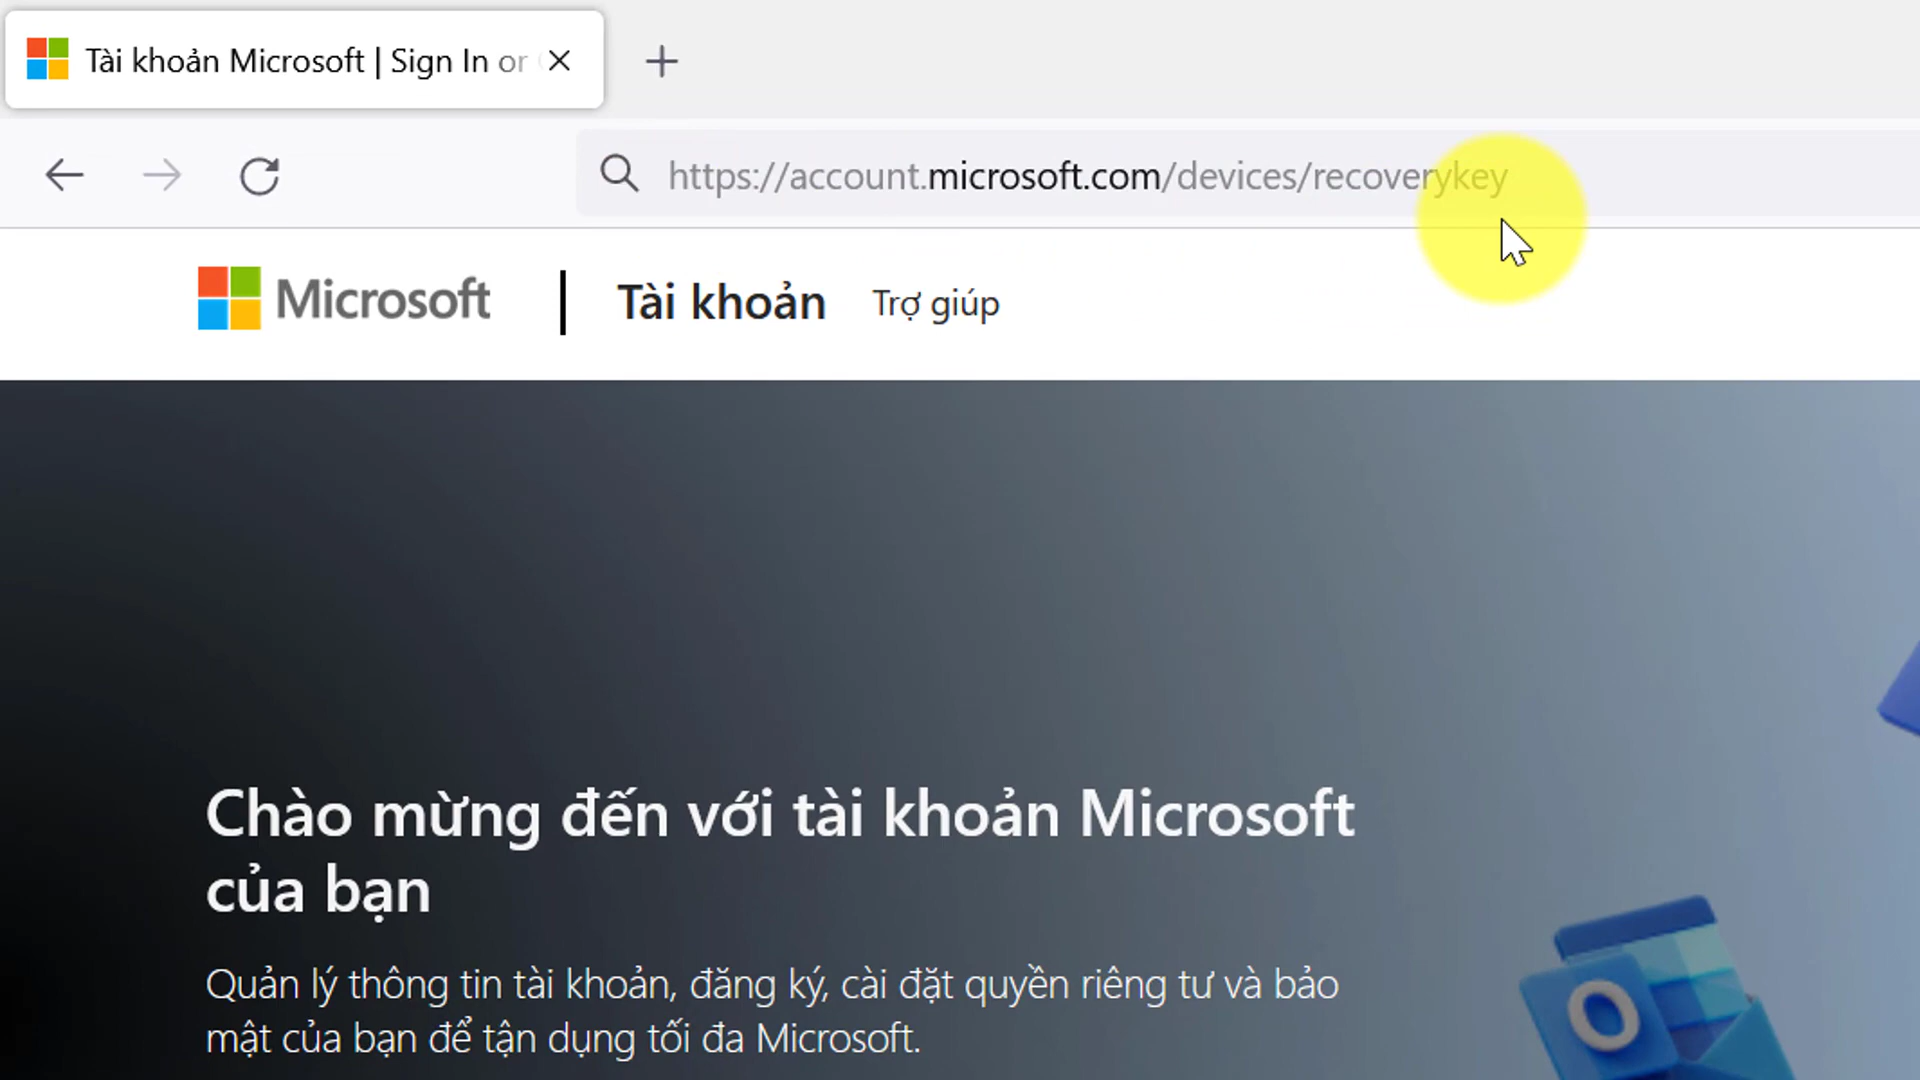 Tài khoản Microsoft | Sign In or
https://account.microsoft.com/devices/recoverykey
Microsoft | Tài khoản Trợ giúp
Chào mừng đến với tài khoản Microsoft
của bạn
Quản lý thông tin tài khoản, đăng ký, cài đặt quyền riêng tư và bảo
mật của bạn để tận dụng tối đa Microsoft.
O